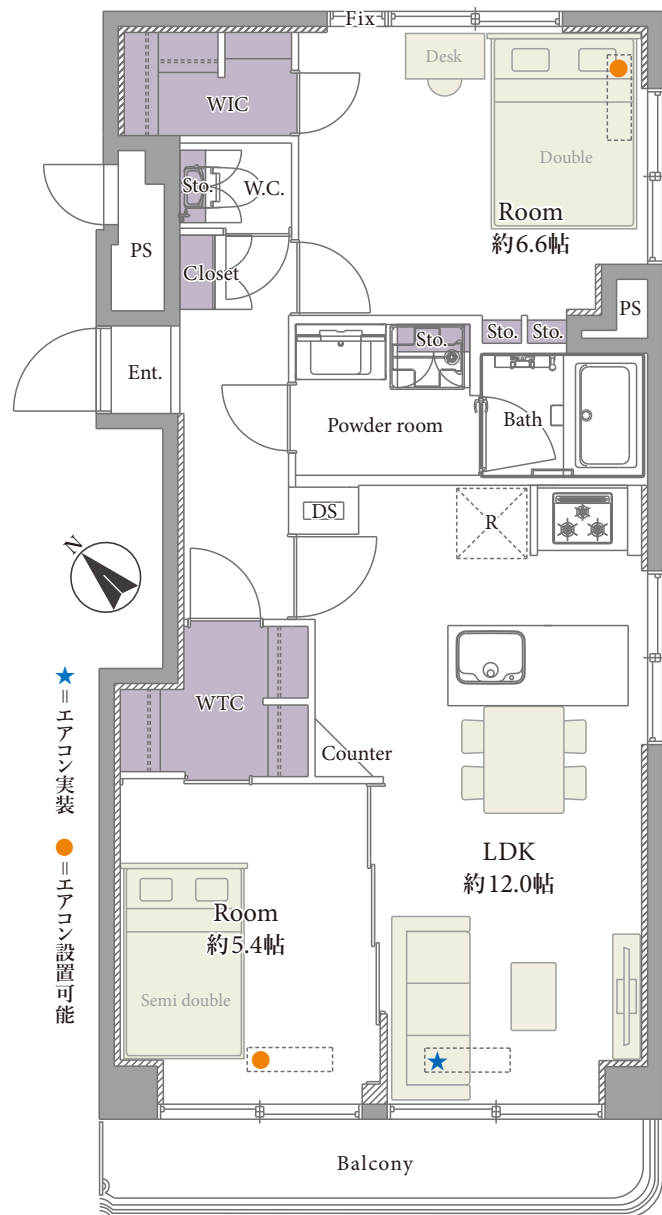 Fix
Desk
WIC
Double
Sto.
W.C.
Room
約6.6帖
PS
Closet
PS
Sto.
Sto.
Sto.
Ent.
Powder room
Bath
DS
R
N
WTC
Counter
★=エアコン実装
●=エアコン設置可能
LDK
約12.0帖
Room
約5.4帖
Semi double
Balcony